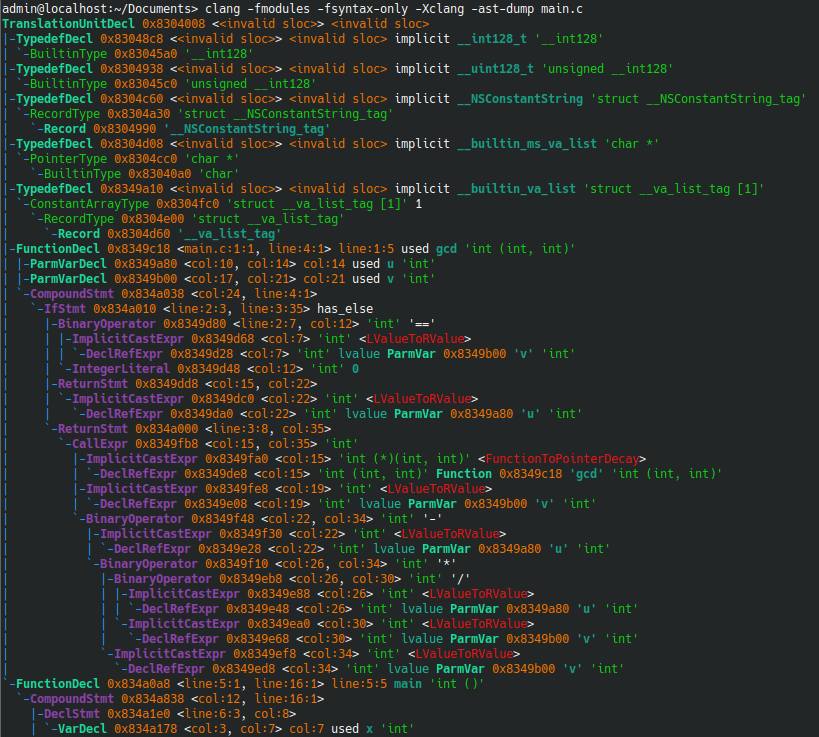 admin@localhost:~/Documents> clang -fmodules -fsyntax-only -Xclang -ast-dump main.c
TranslationUnitDecl 0x8304008 <<invalid sloc>> <invalid sloc>
|-TypedefDecl 0x83048c8 <<invalid sloc>> <invalid sloc> implicit __int128_t '__int128'
| `-BuiltinType 0x83045a0 '__int128'
|-TypedefDecl 0x8304938 <<invalid sloc>> <invalid sloc> implicit __uint128_t 'unsigned __int128'
| `-BuiltinType 0x83045c0 'unsigned __int128'
|-TypedefDecl 0x8304c60 <<invalid sloc>> <invalid sloc> implicit __NSConstantString 'struct __NSConstantString_tag'
| `-RecordType 0x8304a30 'struct __NSConstantString_tag'
|   `-Record 0x8304990 '__NSConstantString_tag'
|-TypedefDecl 0x8304d08 <<invalid sloc>> <invalid sloc> implicit __builtin_ms_va_list 'char *'
| `-PointerType 0x8304cc0 'char *'
|   `-BuiltinType 0x83040a0 'char'
|-TypedefDecl 0x8349a10 <<invalid sloc>> <invalid sloc> implicit __builtin_va_list 'struct __va_list_tag [1]'
| `-ConstantArrayType 0x8304fc0 'struct __va_list_tag [1]' 1
|   `-RecordType 0x8304e00 'struct __va_list_tag'
|     `-Record 0x8304d60 '__va_list_tag'
|-FunctionDecl 0x8349c18 <main.c:1:1, line:4:1> line:1:5 used gcd 'int (int, int)'
| |-ParmVarDecl 0x8349a80 <col:10, col:14> col:14 used u 'int'
| |-ParmVarDecl 0x8349b00 <col:17, col:21> col:21 used v 'int'
| `-CompoundStmt 0x834a038 <col:24, line:4:1>
|   `-IfStmt 0x834a010 <line:2:3, line:3:35> has_else
|     |-BinaryOperator 0x8349d80 <line:2:7, col:12> 'int' '=='
|     | |-ImplicitCastExpr 0x8349d68 <col:7> 'int' <LValueToRValue>
|     | | `-DeclRefExpr 0x8349d28 <col:7> 'int' lvalue ParmVar 0x8349b00 'v' 'int'
|     | `-IntegerLiteral 0x8349d48 <col:12> 'int' 0
|     |-ReturnStmt 0x8349dd8 <col:15, col:22>
|     | `-ImplicitCastExpr 0x8349dc0 <col:22> 'int' <LValueToRValue>
|     |   `-DeclRefExpr 0x8349da0 <col:22> 'int' lvalue ParmVar 0x8349a80 'u' 'int'
|     `-ReturnStmt 0x834a000 <line:3:8, col:35>
|       `-CallExpr 0x8349fb8 <col:15, col:35> 'int'
|         |-ImplicitCastExpr 0x8349fa0 <col:15> 'int (*)(int, int)' <FunctionToPointerDecay>
|         | `-DeclRefExpr 0x8349de8 <col:15> 'int (int, int)' Function 0x8349c18 'gcd' 'int (int, int)'
|         |-ImplicitCastExpr 0x8349fe8 <col:19> 'int' <LValueToRValue>
|         | `-DeclRefExpr 0x8349e08 <col:19> 'int' lvalue ParmVar 0x8349b00 'v' 'int'
|         `-BinaryOperator 0x8349f48 <col:22, col:34> 'int' '-'
|           |-ImplicitCastExpr 0x8349f30 <col:22> 'int' <LValueToRValue>
|           | `-DeclRefExpr 0x8349e28 <col:22> 'int' lvalue ParmVar 0x8349a80 'u' 'int'
|           `-BinaryOperator 0x8349f10 <col:26, col:34> 'int' '*'
|             |-BinaryOperator 0x8349eb8 <col:26, col:30> 'int' '/'
|             | |-ImplicitCastExpr 0x8349e88 <col:26> 'int' <LValueToRValue>
|             | | `-DeclRefExpr 0x8349e48 <col:26> 'int' lvalue ParmVar 0x8349a80 'u' 'int'
|             | `-ImplicitCastExpr 0x8349ea0 <col:30> 'int' <LValueToRValue>
|             |   `-DeclRefExpr 0x8349e68 <col:30> 'int' lvalue ParmVar 0x8349b00 'v' 'int'
|             `-ImplicitCastExpr 0x8349ef8 <col:34> 'int' <LValueToRValue>
|               `-DeclRefExpr 0x8349ed8 <col:34> 'int' lvalue ParmVar 0x8349b00 'v' 'int'
`-FunctionDecl 0x834a0a8 <line:5:1, line:16:1> line:5:5 main 'int ()'
  `-CompoundStmt 0x834a838 <col:12, line:16:1>
    |-DeclStmt 0x834a1e0 <line:6:3, col:8>
    | `-VarDecl 0x834a178 <col:3, col:7> col:7 used x 'int'